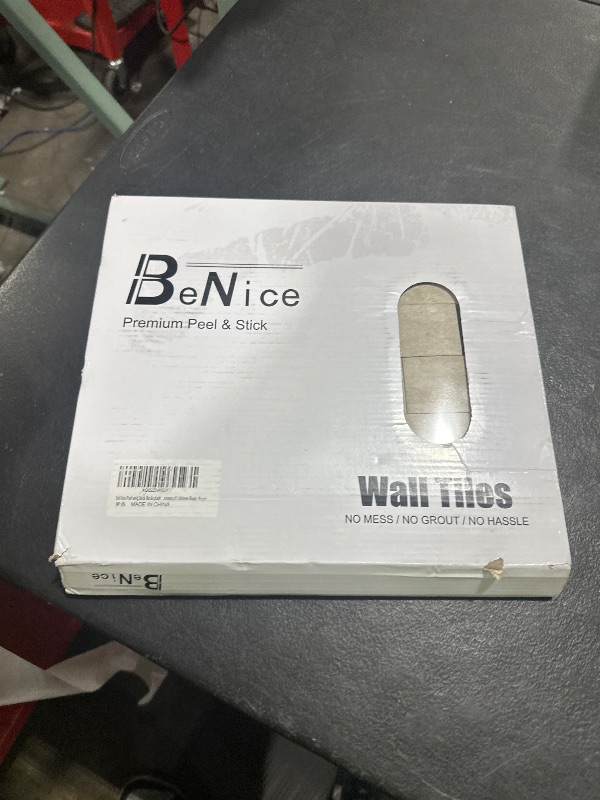 BeNice
Premium Peel & Stick
Wall Tiles
NO MESS / NO GROUT / NO HASSLE
MADE IN CHINA
BeNice